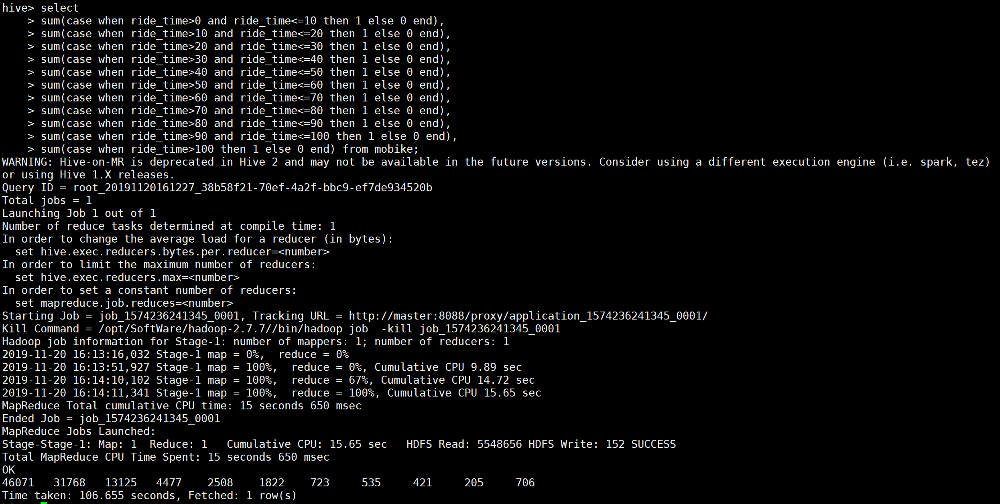 hive> select
    > sum(case when ride_time>0 and ride_time<=10 then 1 else 0 end),
    > sum(case when ride_time>10 and ride_time<=20 then 1 else 0 end),
    > sum(case when ride_time>20 and ride_time<=30 then 1 else 0 end),
    > sum(case when ride_time>30 and ride_time<=40 then 1 else 0 end),
    > sum(case when ride_time>40 and ride_time<=50 then 1 else 0 end),
    > sum(case when ride_time>50 and ride_time<=60 then 1 else 0 end),
    > sum(case when ride_time>60 and ride_time<=70 then 1 else 0 end),
    > sum(case when ride_time>70 and ride_time<=80 then 1 else 0 end),
    > sum(case when ride_time>80 and ride_time<=90 then 1 else 0 end),
    > sum(case when ride_time>90 and ride_time<=100 then 1 else 0 end),
    > sum(case when ride_time>100 then 1 else 0 end) from mobike;
WARNING: Hive-on-MR is deprecated in Hive 2 and may not be available in the future versions. Consider using a different execution engine (i.e. spark, tez)
or using Hive 1.X releases.
Query ID = root_20191120161227_38b58f21-70ef-4a2f-bbc9-ef7de934520b
Total jobs = 1
Launching Job 1 out of 1
Number of reduce tasks determined at compile time: 1
In order to change the average load for a reducer (in bytes):
  set hive.exec.reducers.bytes.per.reducer=<number>
In order to limit the maximum number of reducers:
  set hive.exec.reducers.max=<number>
In order to set a constant number of reducers:
  set mapreduce.job.reduces=<number>
Starting Job = job_1574236241345_0001, Tracking URL = http://master:8088/proxy/application_1574236241345_0001/
Kill Command = /opt/SoftWare/hadoop-2.7.7//bin/hadoop job  -kill job_1574236241345_0001
Hadoop job information for Stage-1: number of mappers: 1; number of reducers: 1
2019-11-20 16:13:16,032 Stage-1 map = 0%,  reduce = 0%
2019-11-20 16:13:51,927 Stage-1 map = 100%,  reduce = 0%, Cumulative CPU 9.89 sec
2019-11-20 16:14:10,102 Stage-1 map = 100%,  reduce = 67%, Cumulative CPU 14.72 sec
2019-11-20 16:14:11,341 Stage-1 map = 100%,  reduce = 100%, Cumulative CPU 15.65 sec
MapReduce Total cumulative CPU time: 15 seconds 650 msec
Ended Job = job_1574236241345_0001
MapReduce Jobs Launched:
Stage-Stage-1: Map: 1  Reduce: 1   Cumulative CPU: 15.65 sec   HDFS Read: 5548656 HDFS Write: 152 SUCCESS
Total MapReduce CPU Time Spent: 15 seconds 650 msec
OK
46071   31768   13125   4477    2508    1822    723     535     421     205     706
Time taken: 106.655 seconds, Fetched: 1 row(s)